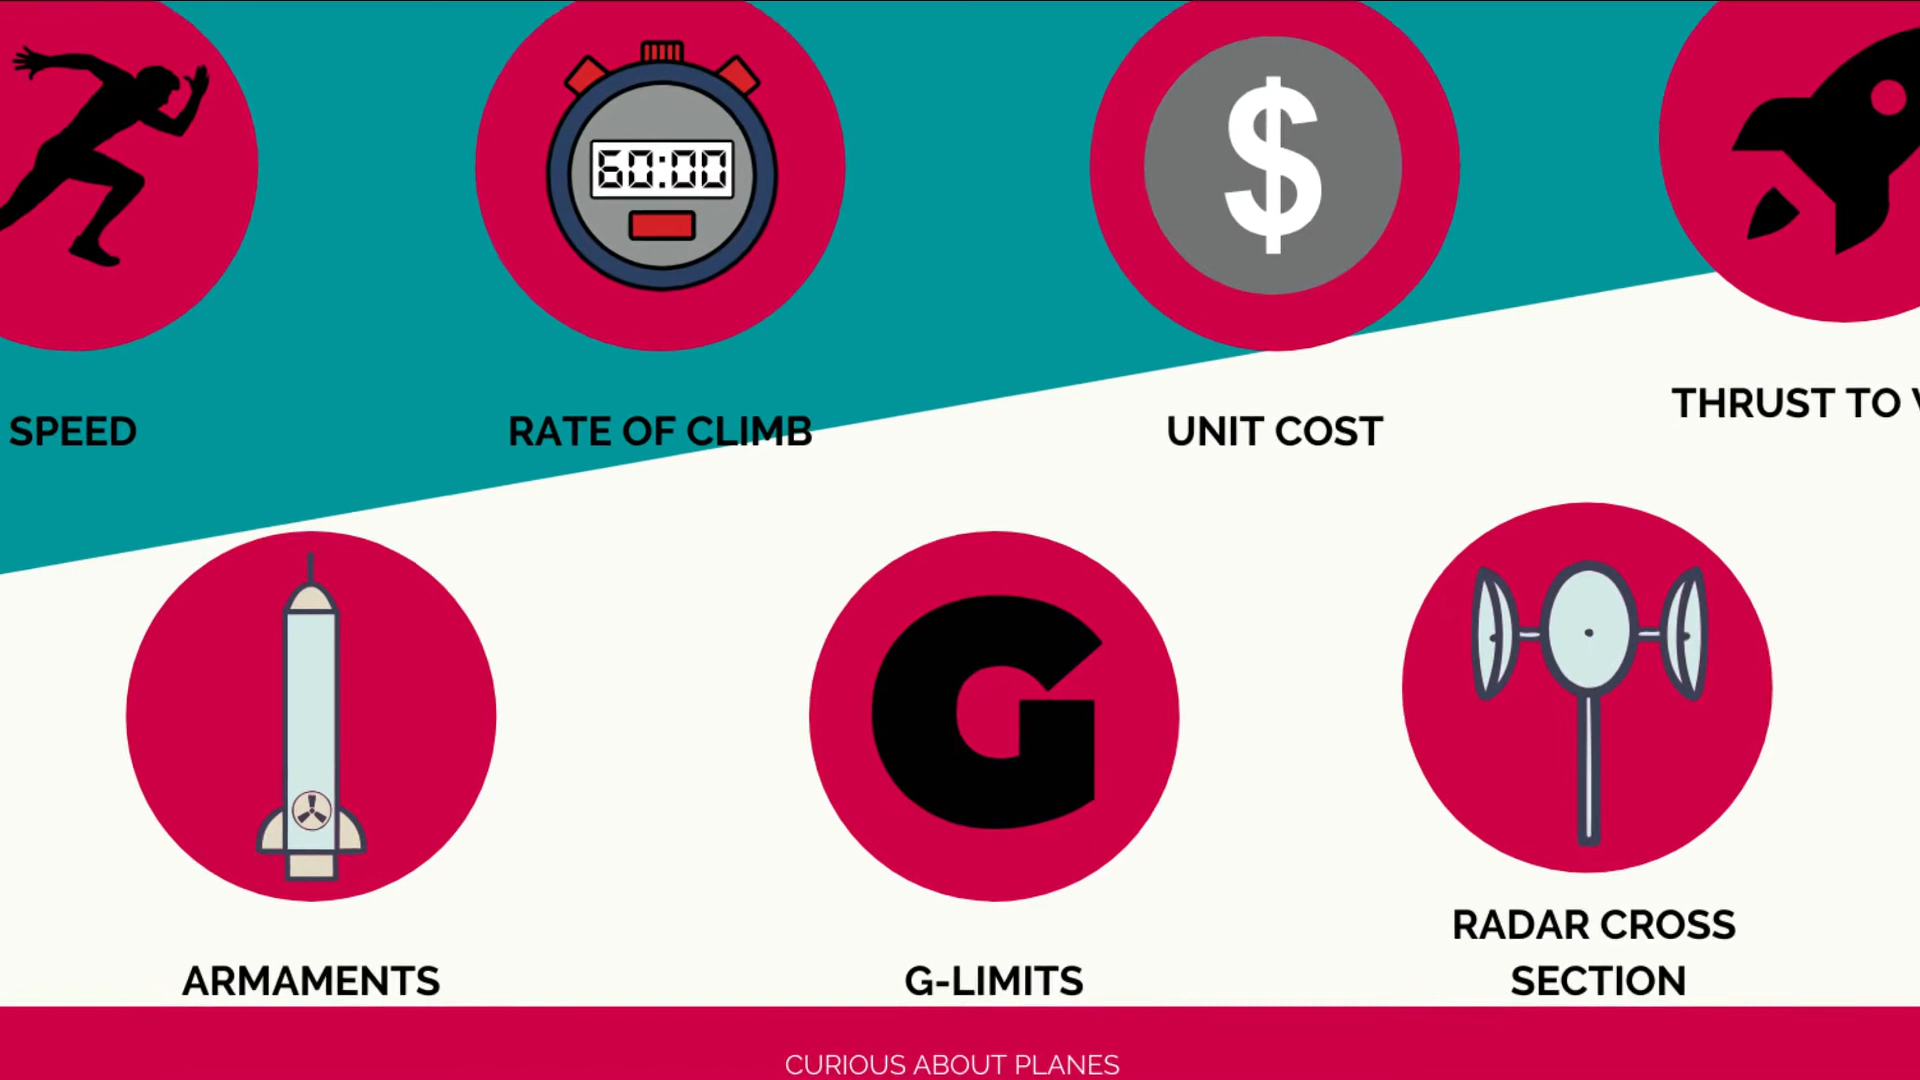 60:00
$
SPEED
RATE OF CLIMB
UNIT COST
THRUST TO
G
ARMAMENTS
G-LIMITS
RADAR CROSS
SECTION
CURIOUS ABOUT PLANES